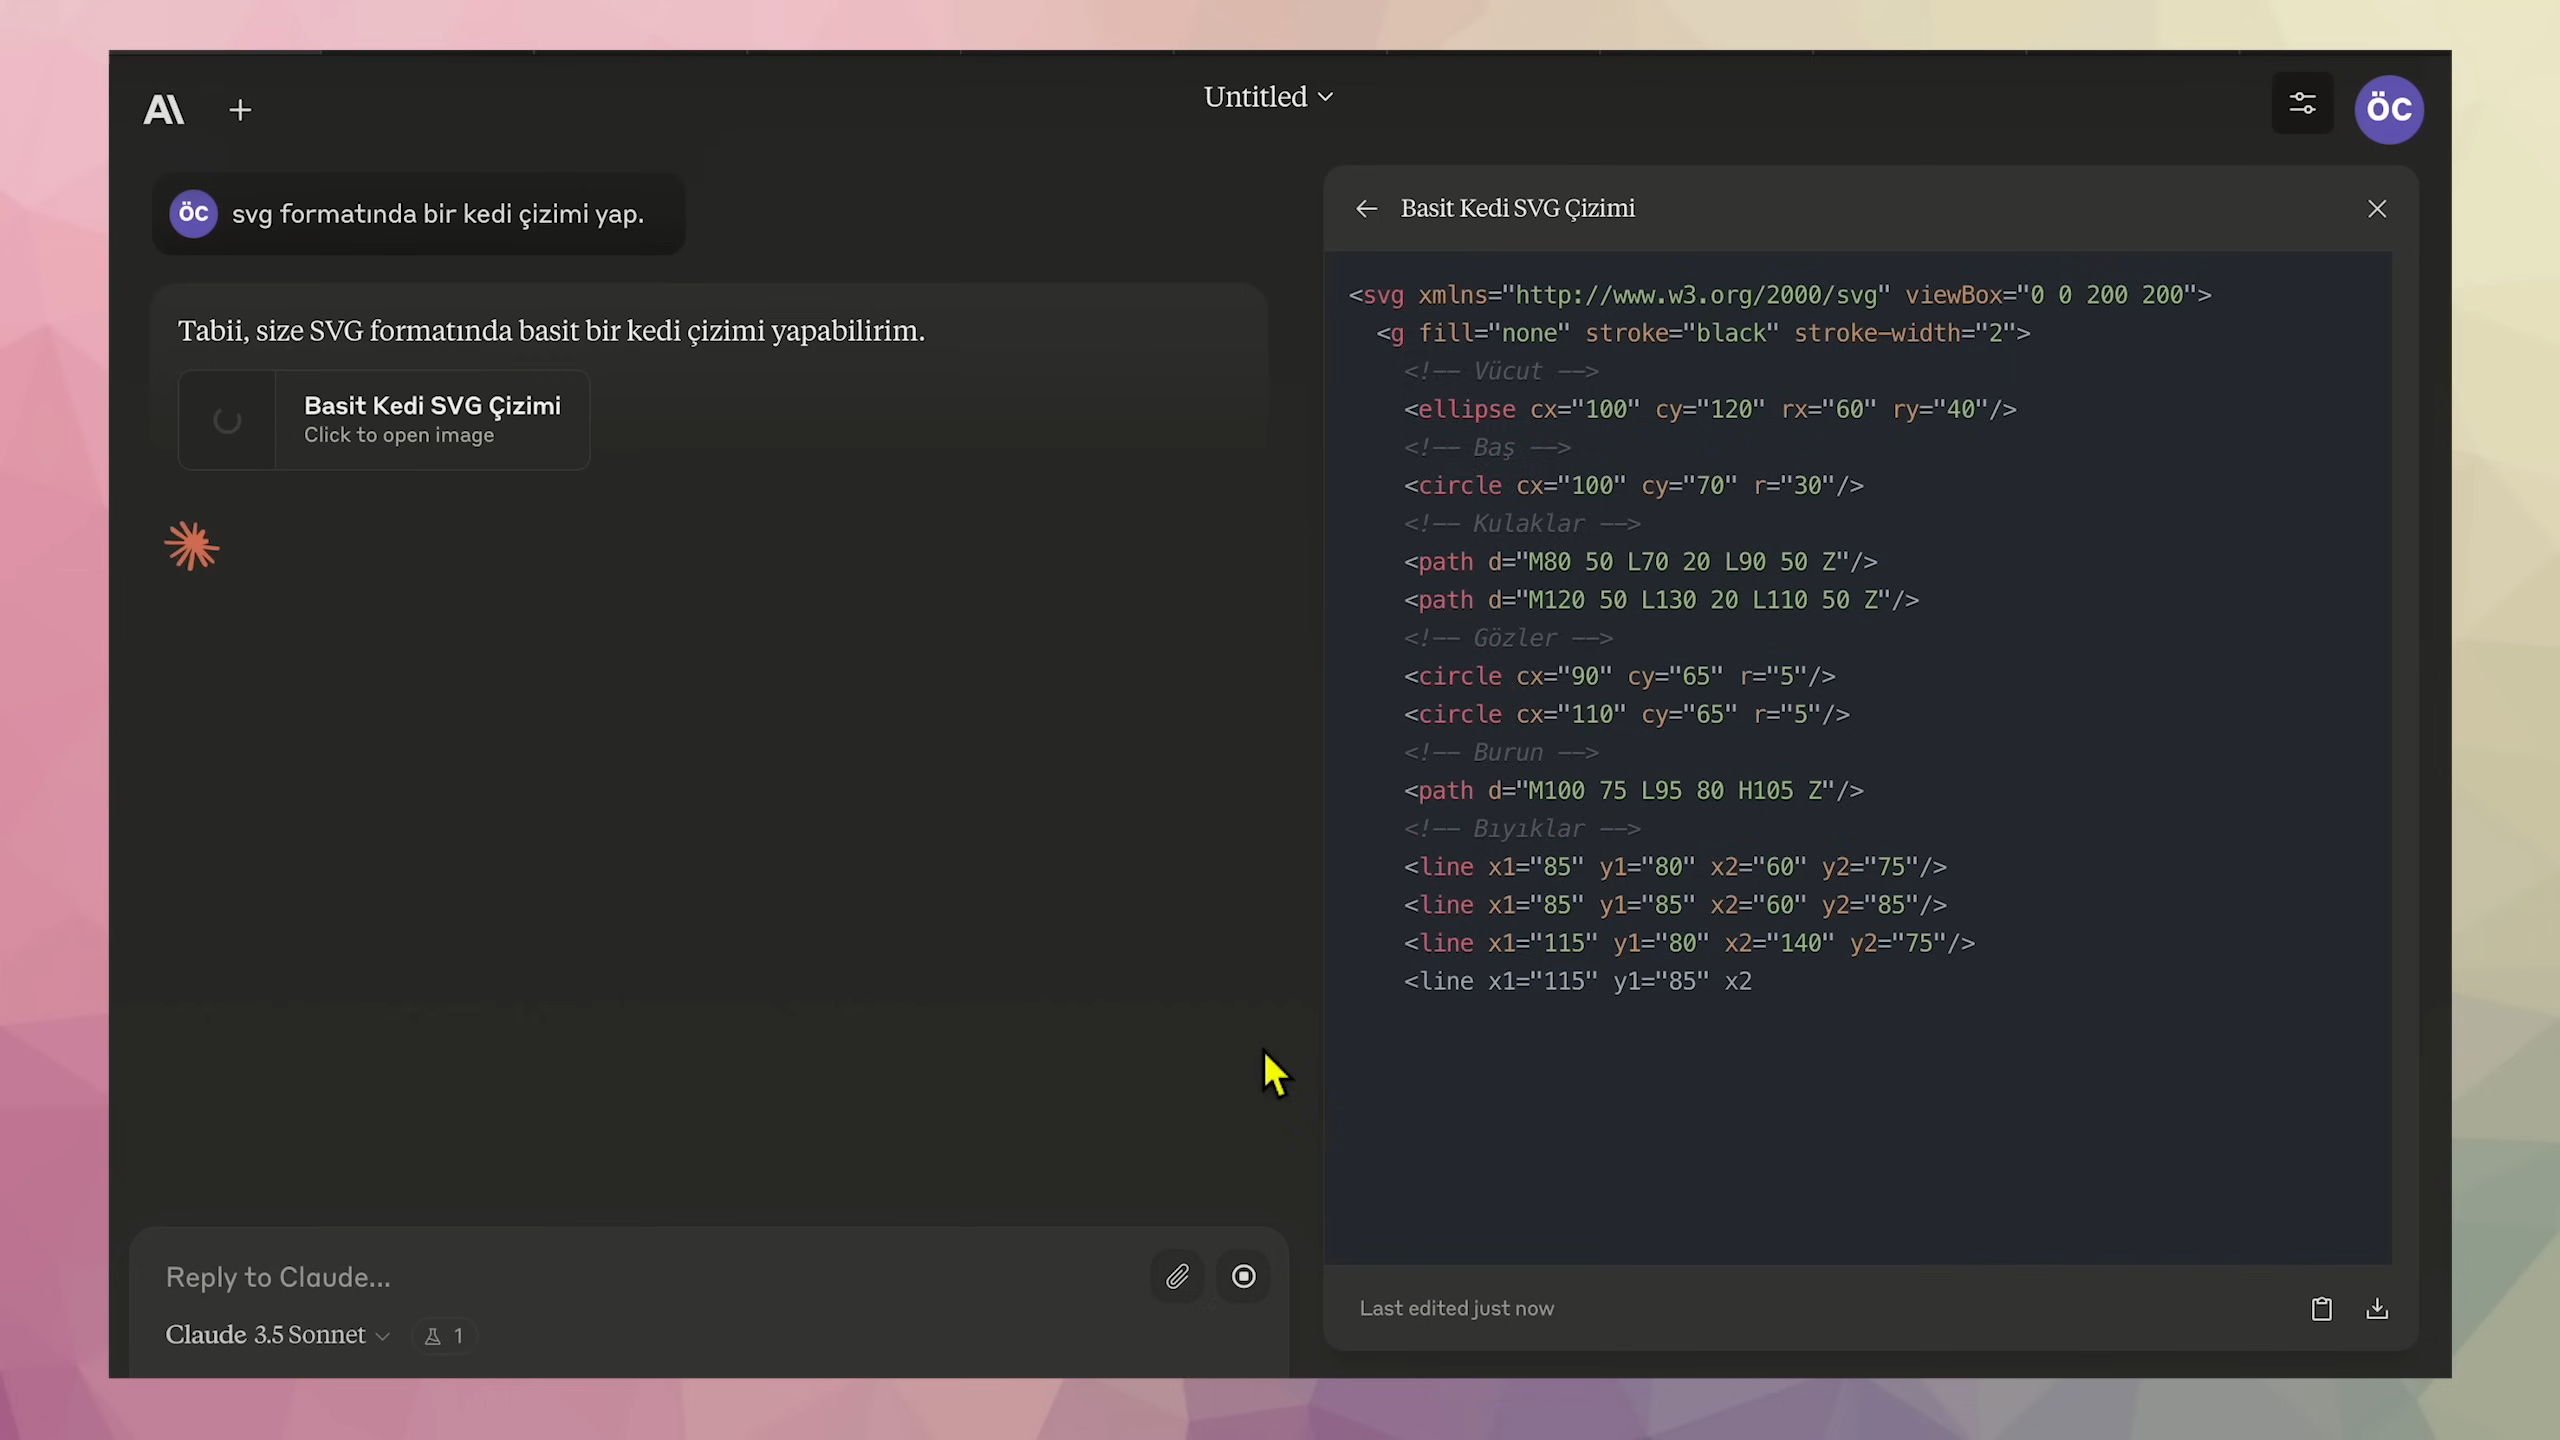 Untitled
ÖC
ÖC svg formatında bir kedi çizimi yap.
Tabii, size SVG formatında basit bir kedi çizimi yapabilirim.
Basit Kedi SVG Çizimi
Click to open image
Reply to Claude...
Claude 3.5 Sonnet 1
Basit Kedi SVG Çizimi
<svg xmlns="http://www.w3.org/2000/svg" viewBox="0 0 200 200">
<g fill="none" stroke="black" stroke-width="2">
<!-- Vücut -->
<ellipse cx="100" cy="120" rx="60" ry="40"/>
<!-- Baş -->
<circle cx="100" cy="70" r="30"/>
<!-- Kulaklar -->
<path d="M80 50 L70 20 L90 50 Z"/>
<path d="M120 50 L130 20 L110 50 Z"/>
<!-- Gözler -->
<circle cx="90" cy="65" r="5"/>
<circle cx="110" cy="65" r="5"/>
<!-- Burun -->
<path d="M100 75 L95 80 H105 Z"/>
<!-- Bıyıklar -->
<line x1="85" y1="80" x2="60" y2="75"/>
<line x1="85" y1="85" x2="60" y2="85"/>
<line x1="115" y1="80" x2="140" y2="75"/>
<line x1="115" y1="85" x2
Last edited just now